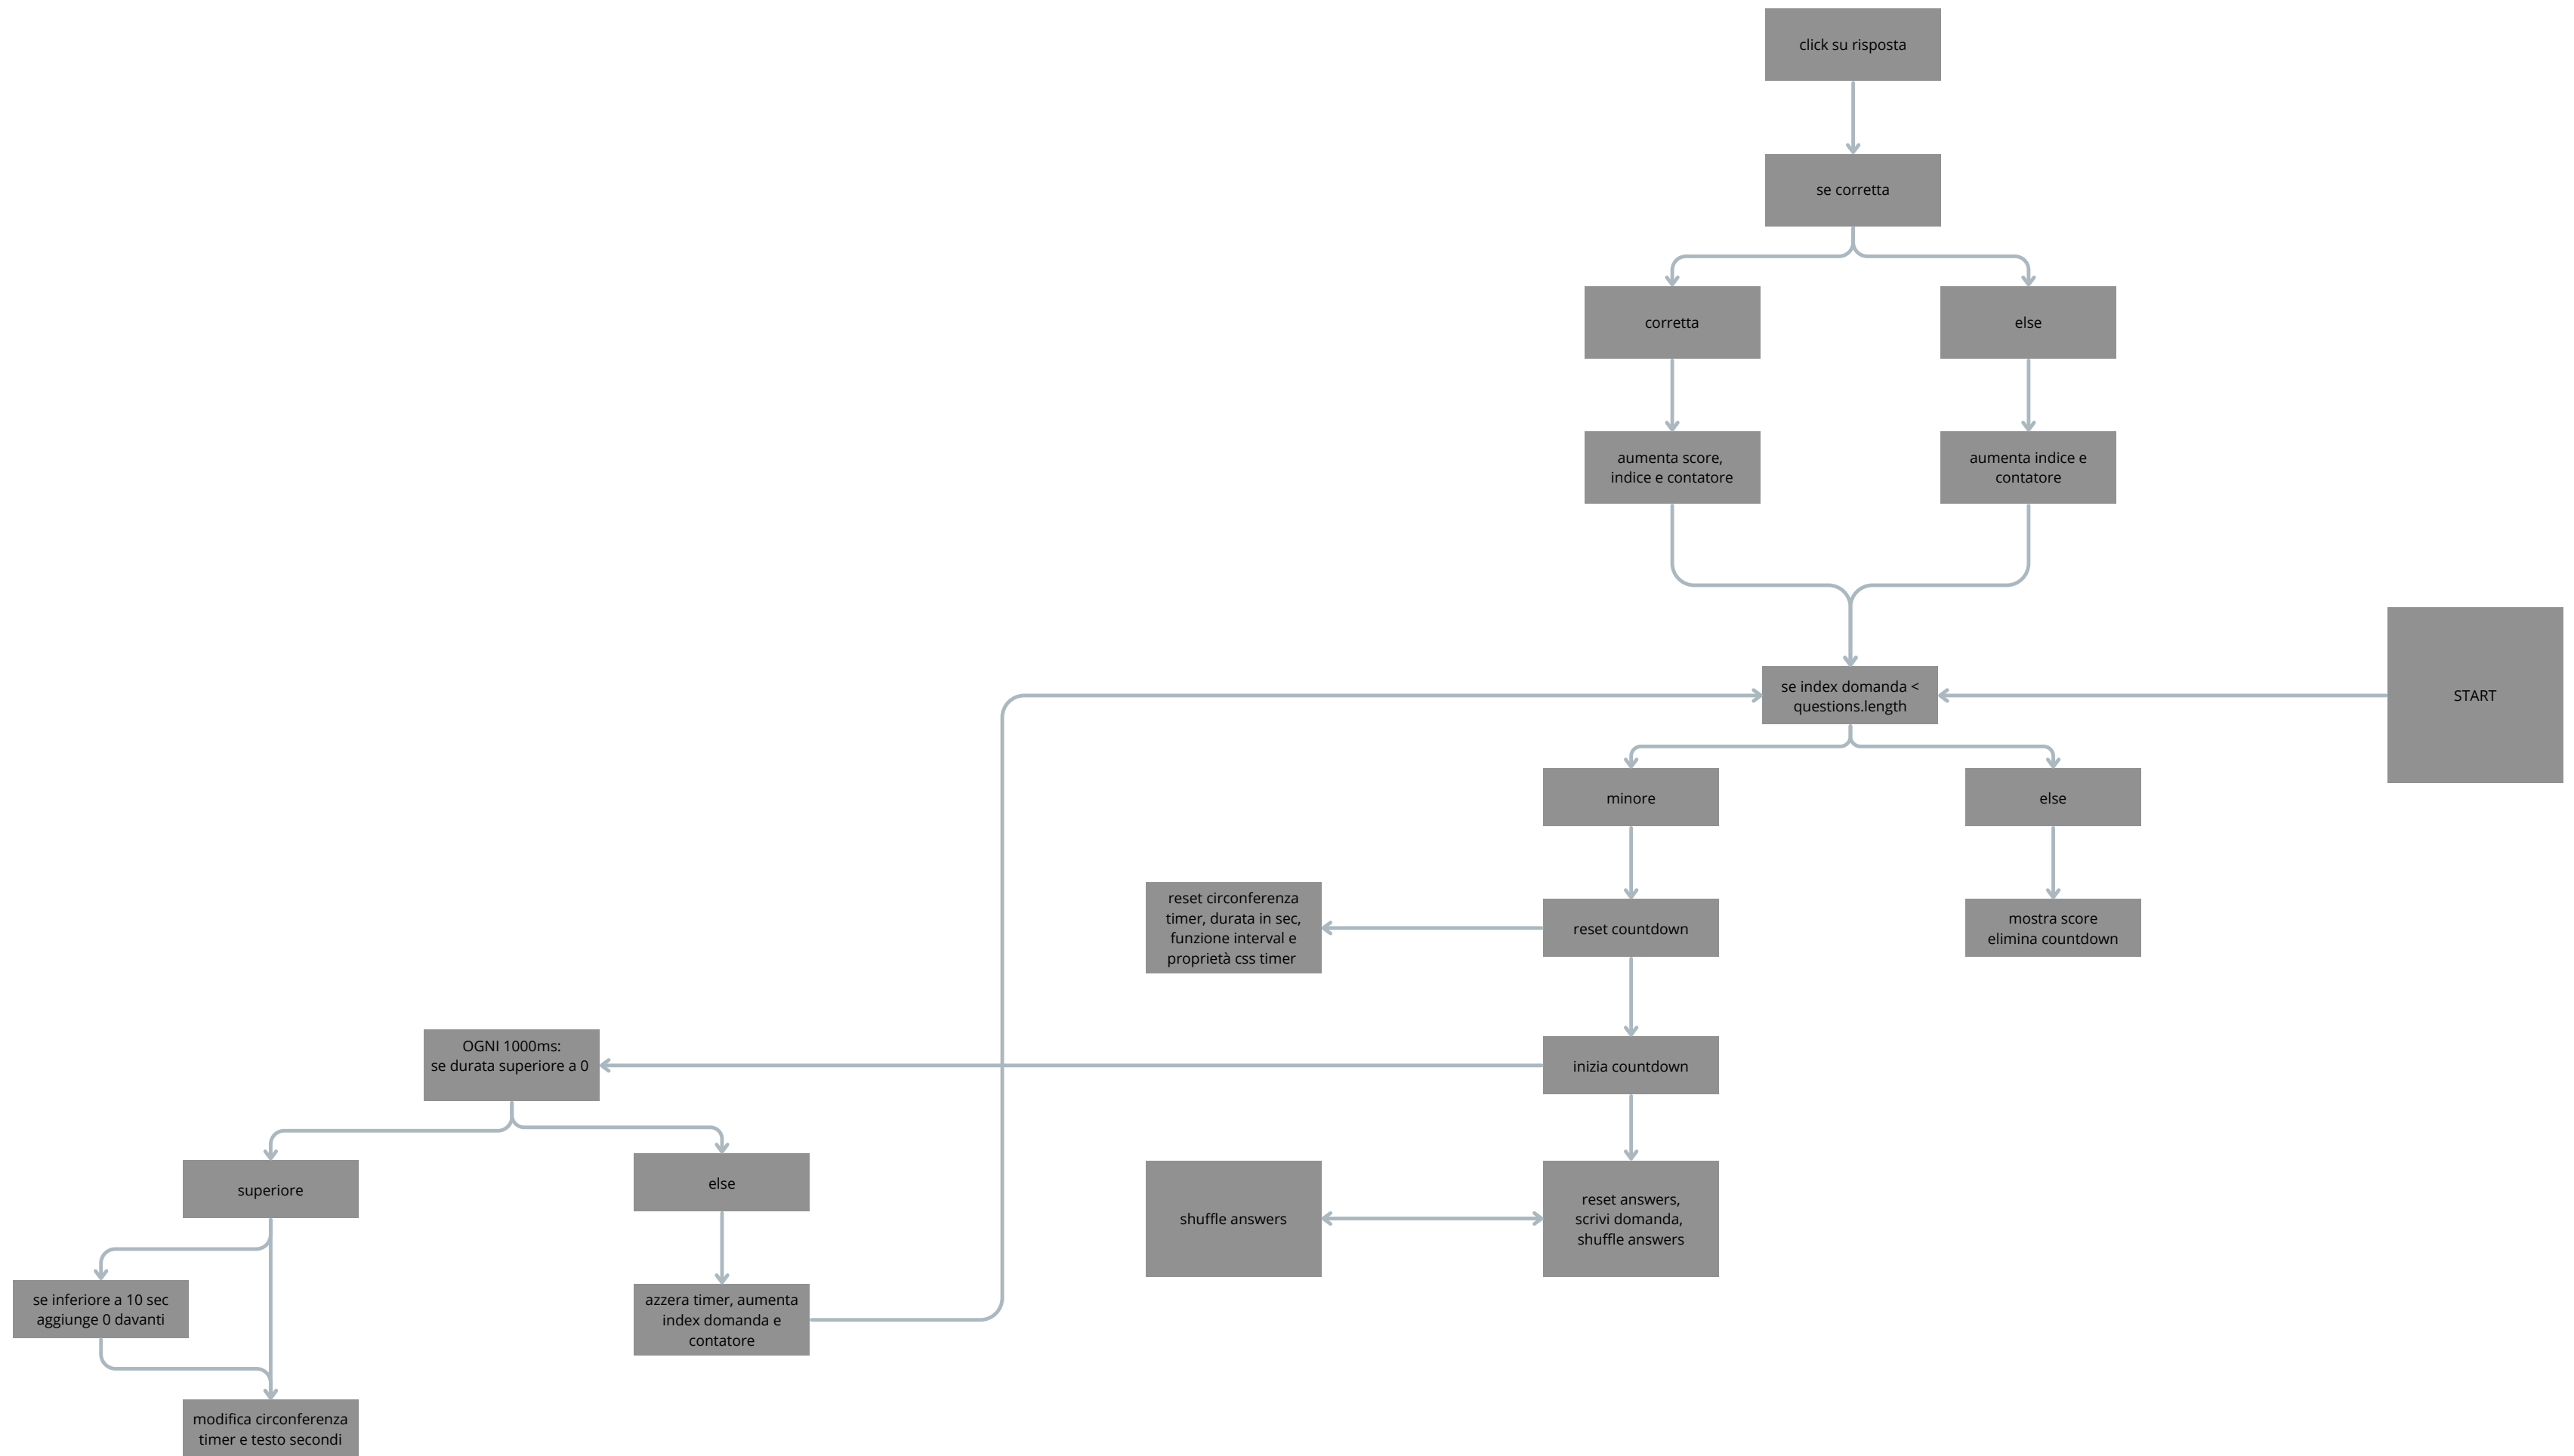 click su risposta
se corretta
corretta
else
aumenta score,
indice e contatore
aumenta indice e
contatore
se index domanda <
questions.length
START
minore
else
reset circonferenza
timer, durata in sec,
funzione interval e
proprietà css timer
reset countdown
mostra score
elimina countdown
OGNI 1000ms:
se durata superiore a 0
inizia countdown
superiore
else
shuffle answers
reset answers,
scrivi domanda,
shuffle answers
se inferiore a 10 sec
aggiunge 0 davanti
azzera timer, aumenta
index domanda e
contatore
modifica circonferenza
timer e testo secondi